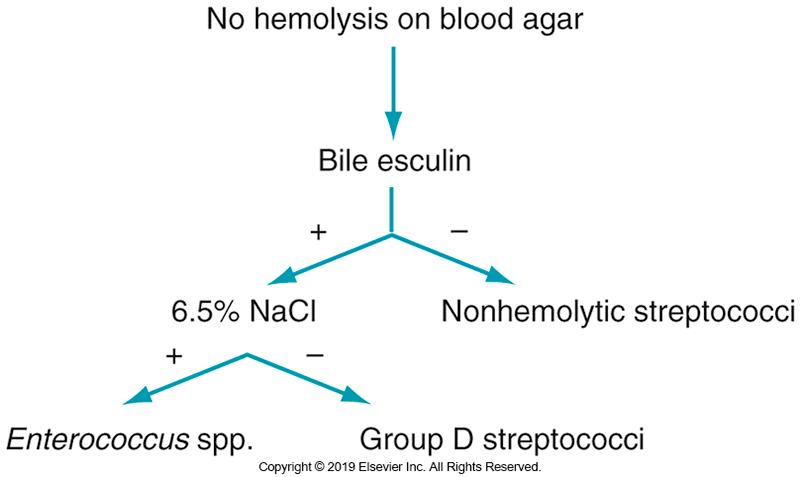 No hemolysis on blood agar
Bile esculin
+ −
6.5% NaCl Nonhemolytic streptococci
+ −
Enterococcus spp. Group D streptococci
Copyright © 2019 Elsevier Inc. All Rights Reserved.